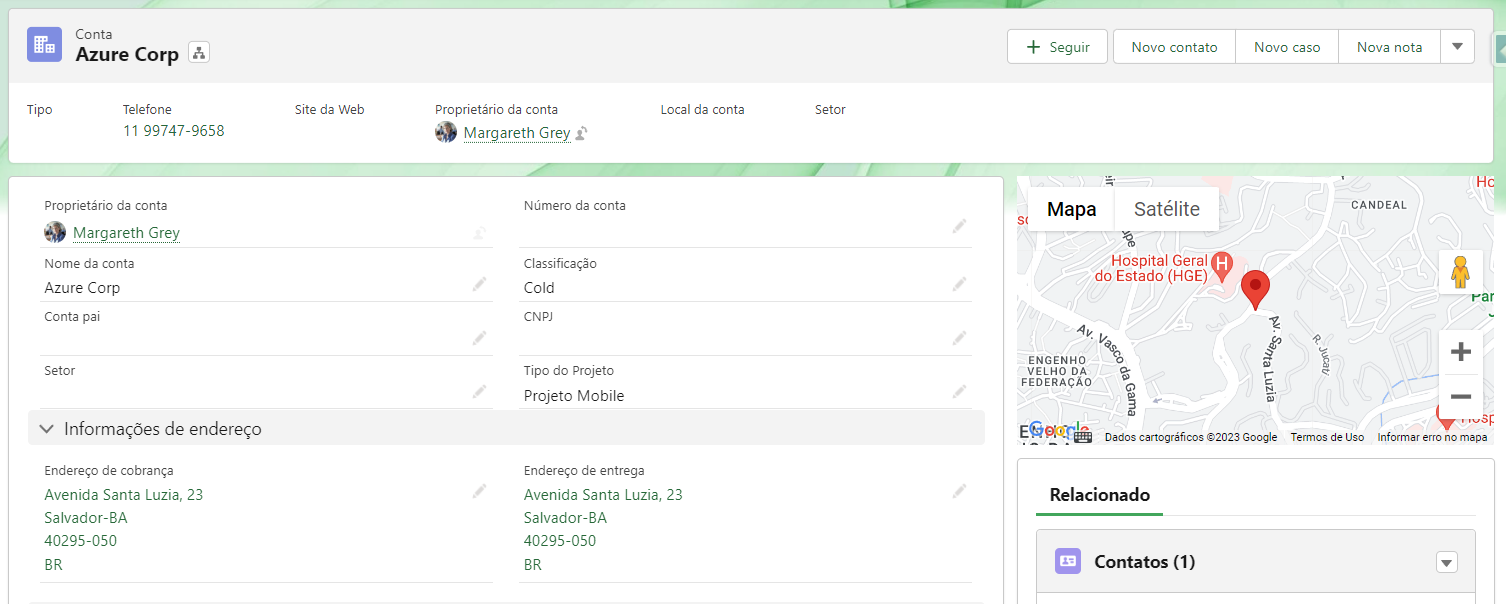 Conta
Azure Corp
Seguir
Novo contato
Novo caso
Nova nota
Tipo
Telefone
11 99747-9658
Site da Web
Proprietário da conta
Margareth Grey
Local da conta
Setor
Proprietário da conta
Margareth Grey
Número da conta
Nome da conta
Azure Corp
Classificação
Cold
Conta pai
CNPJ
Setor
Tipo do Projeto
Projeto Mobile
Informações de endereço
Endereço de cobrança
Avenida Santa Luzia, 23
Salvador-BA
40295-050
BR
Endereço de entrega
Avenida Santa Luzia, 23
Salvador-BA
40295-050
BR
Mapa
Satélite
CANDEAL
Hospital Geral
do Estado (HGE)
H
Av. Vasco da Gama
Av. Santa Luzia
R. Jucatu
ENGENHO
VELHO DA
FEDERAÇÃO
Google
Dados cartográficos ©2023 Google
Termos de Uso
Informar erro no mapa
Relacionado
Contatos (1)